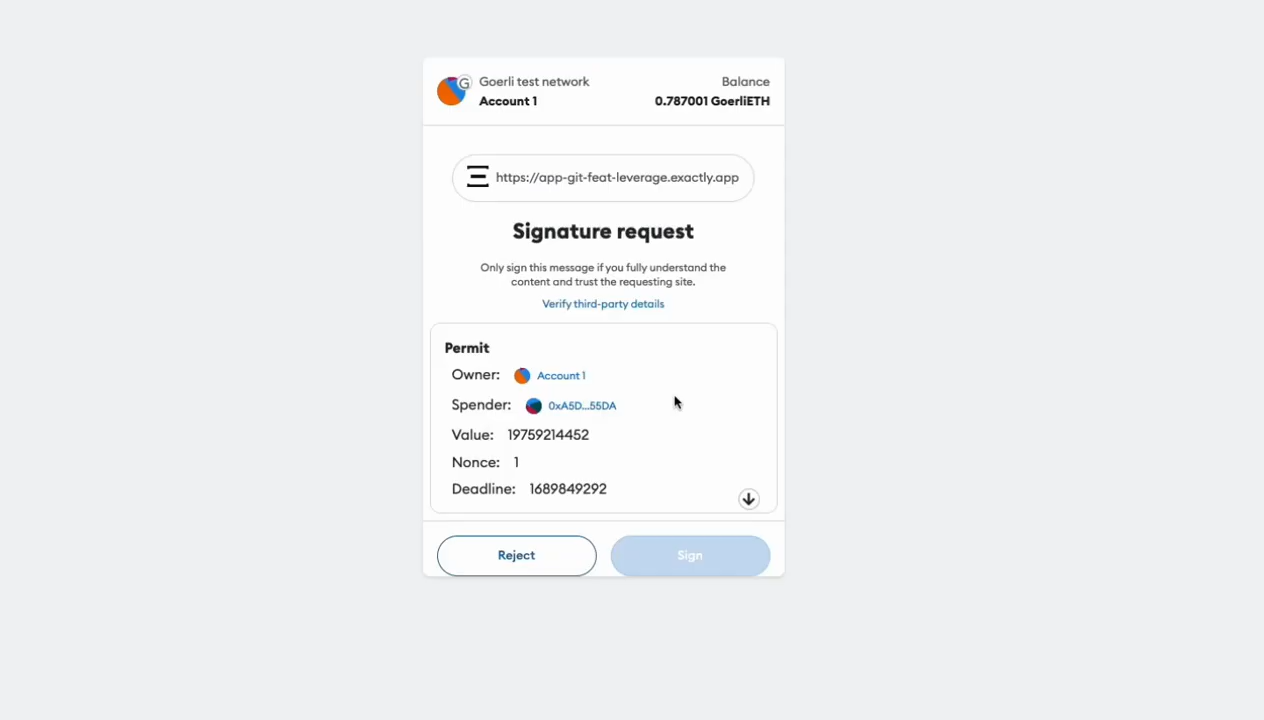 G Goerli test network Balance
Account 1 0.787001 GoerliETH
https://app-git-feat-leverage.exactly.app
Signature request
Only sign this message if you fully understand the
content and trust the requesting site.
Verify third-party details
Permit
Owner: Account 1
Spender: 0xA5D...55DA
Value: 19759214452
Nonce: 1
Deadline: 1689849292
Reject Sign